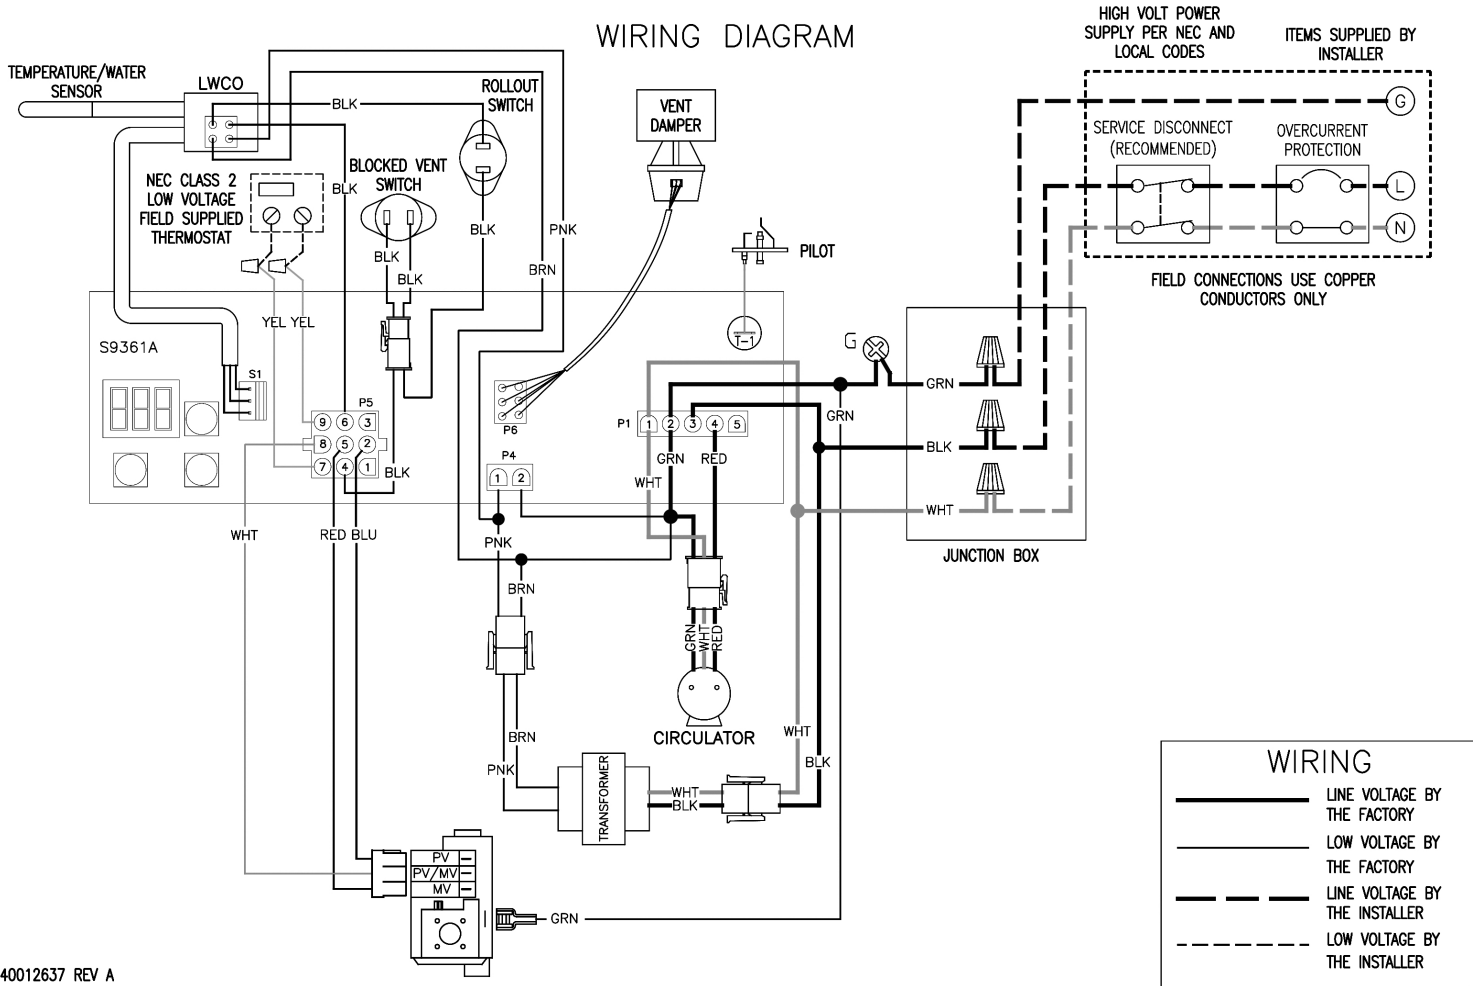 WIRING DIAGRAM
HIGH VOLT POWER
SUPPLY PER NEC AND
LOCAL CODES
ITEMS SUPPLIED BY
INSTALLER
TEMPERATURE/WATER
SENSOR
LWCO
BLK
ROLLOUT
SWITCH
VENT
DAMPER
G
SERVICE DISCONNECT
(RECOMMENDED)
OVERCURRENT
PROTECTION
L
N
NEC CLASS 2
LOW VOLTAGE
FIELD SUPPLIED
THERMOSTAT
BLK
BLOCKED VENT
SWITCH
BLK
BLK
BLK
PNK
BRN
PILOT
FIELD CONNECTIONS USE COPPER
CONDUCTORS ONLY
YEL YEL
T-1
S9361A
S1
P5
9 6 3
8 5 2
7 4 1
BLK
P6
P4
1 2
P1
1 2 3 4 5
GRN RED
WHT
G
GRN
GRN
BLK
WHT
JUNCTION BOX
WHT
RED BLU
PNK
BRN
GRN
WHT
RED
CIRCULATOR
BRN
PNK
TRANSFORMER
WHT
BLK
WHT
BLK
PV
PV/MV
MV
GRN
WIRING
LINE VOLTAGE BY
THE FACTORY
LOW VOLTAGE BY
THE FACTORY
LINE VOLTAGE BY
THE INSTALLER
LOW VOLTAGE BY
THE INSTALLER
40012637 REV A